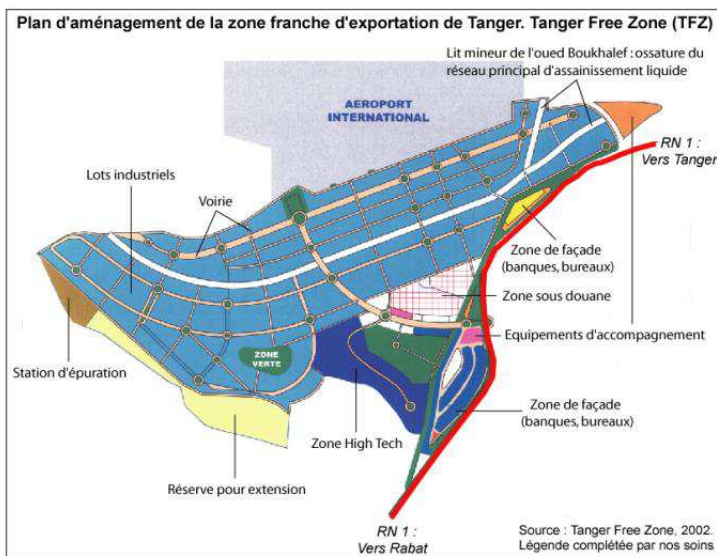 Plan d'aménagement de la zone franche d'exportation de Tanger. Tanger Free Zone (TFZ)
Lit mineur de l'oued Boukhalef : ossature du
réseau principal d'assainissement liquide
AEROPORT
INTERNATIONAL
RN 1 :
Vers Tanger
Lots industriels
Voirie
Zone de façade
(banques, bureaux)
Zone sous douane
Equipements d'accompagnement
ZONE
VERTE
Station d'épuration
Zone de façade
(banques, bureaux)
Zone High Tech
Réserve pour extension
RN 1 :
Vers Rabat
Source : Tanger Free Zone, 2002.
Légende complétée par nos soins